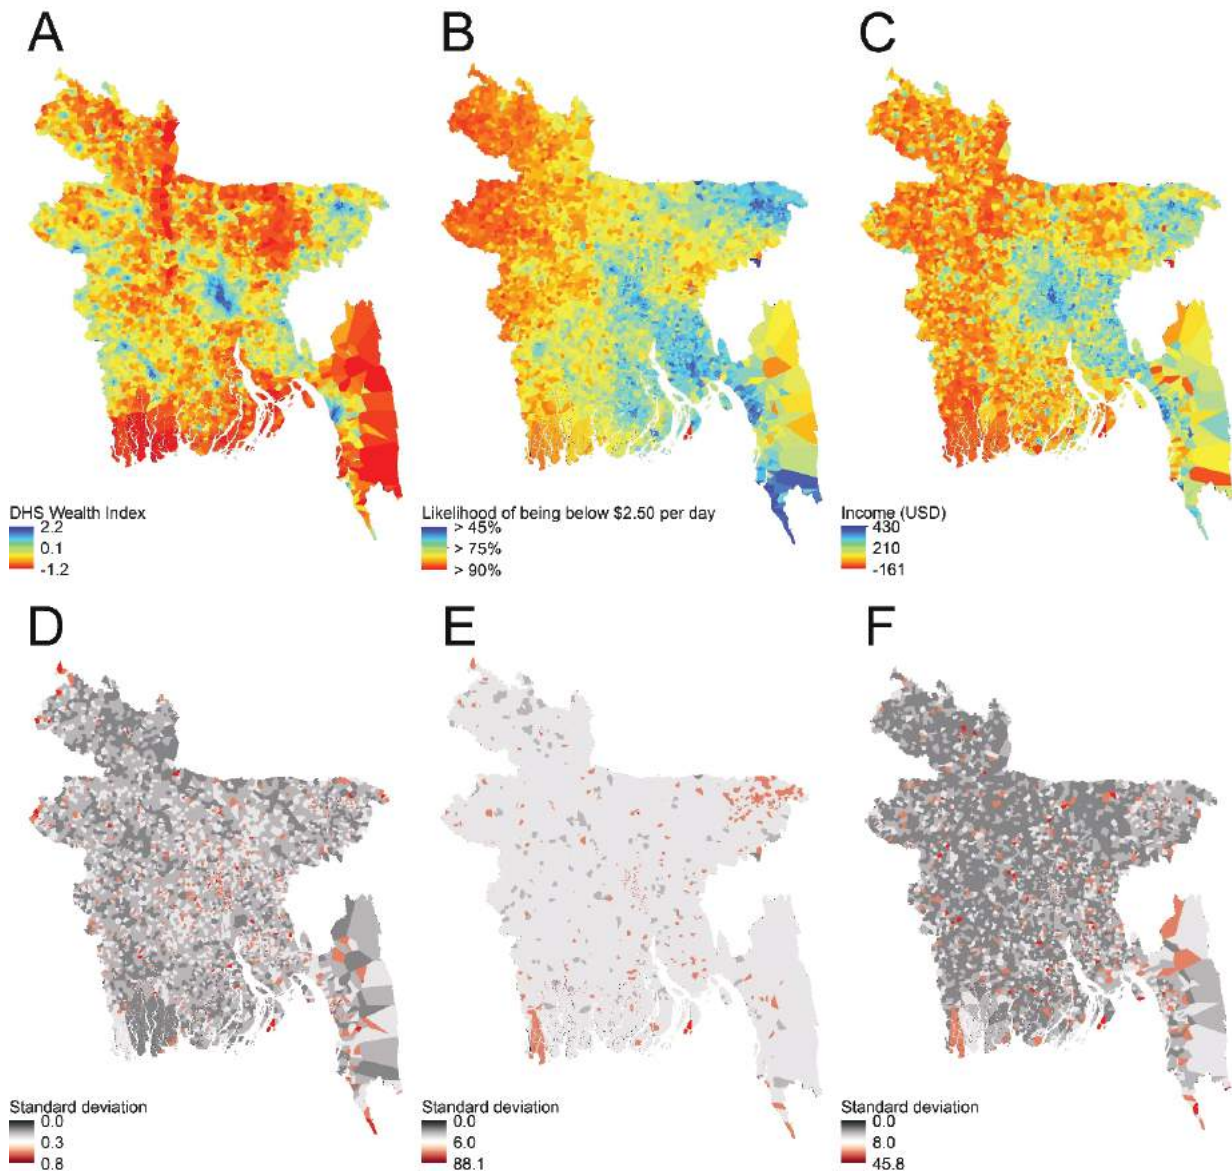 A B C
DHS Wealth Index
2.2
0.1
-1.2
Likelihood of being below $2.50 per day
> 45%
> 75%
> 90%
Income (USD)
430
210
-161
D E F
Standard deviation
0.0
0.3
0.8
Standard deviation
0.0
6.0
88.1
Standard deviation
0.0
8.0
45.8